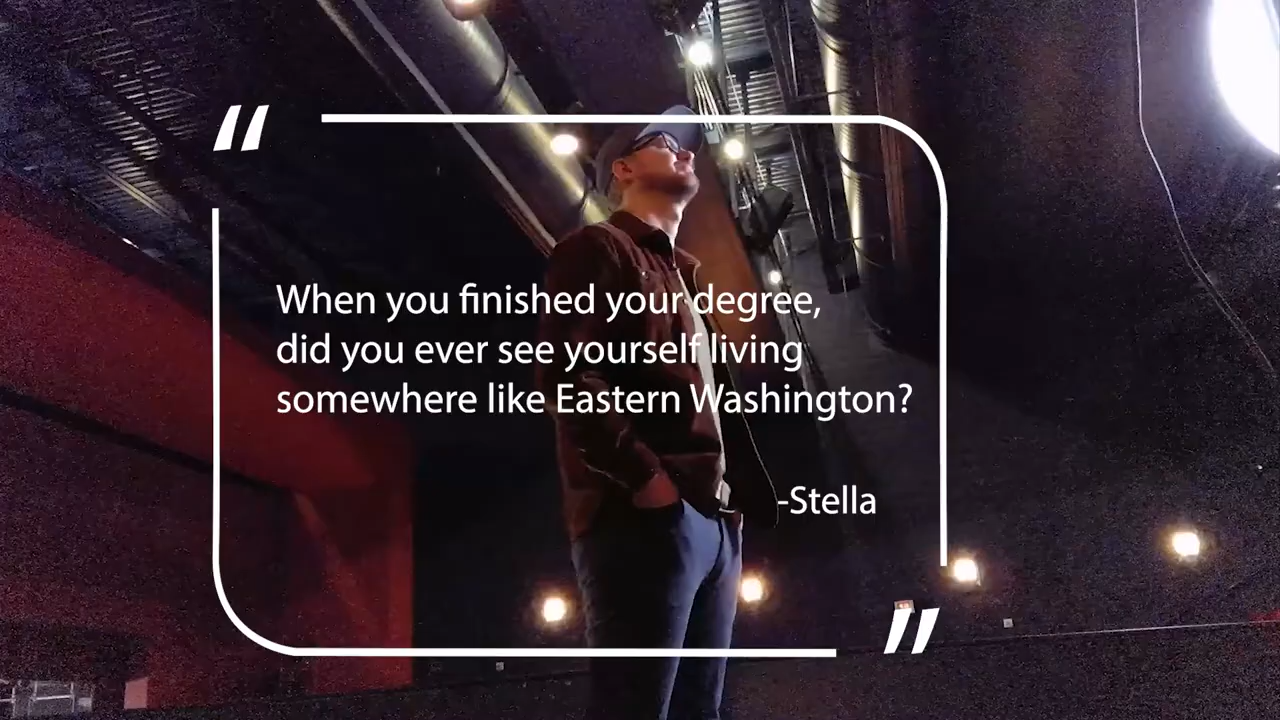 When you finished your degree,
did you ever see yourself living
somewhere like Eastern Washington?
-Stella